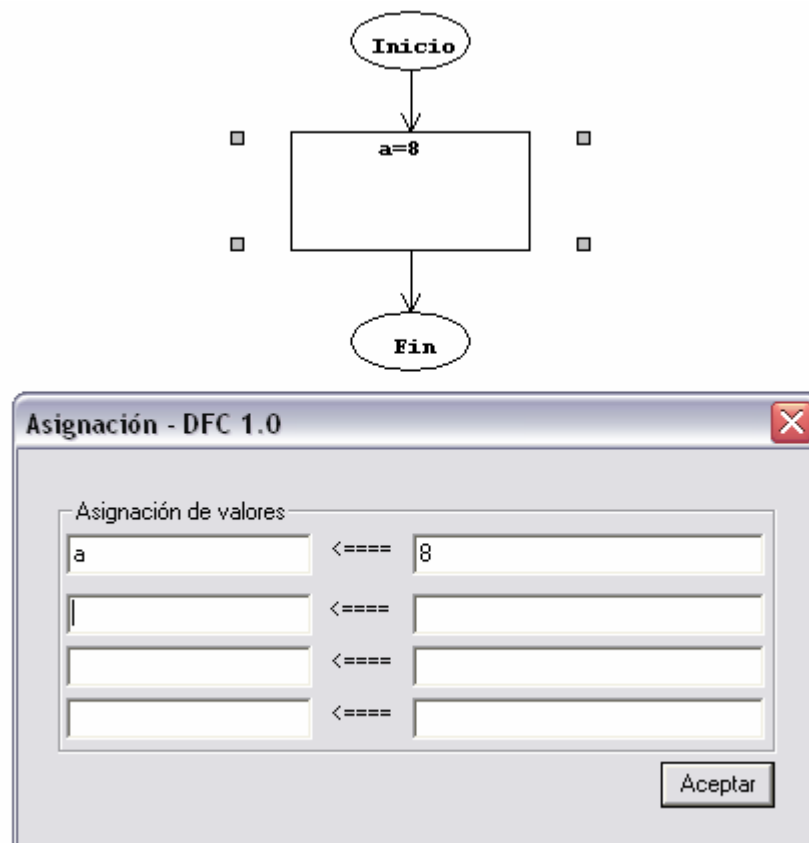 Inicio
a=8
Fin
Asignación - DFC 1.0
Asignación de valores
a <==== 8
<====
<====
<====
Aceptar